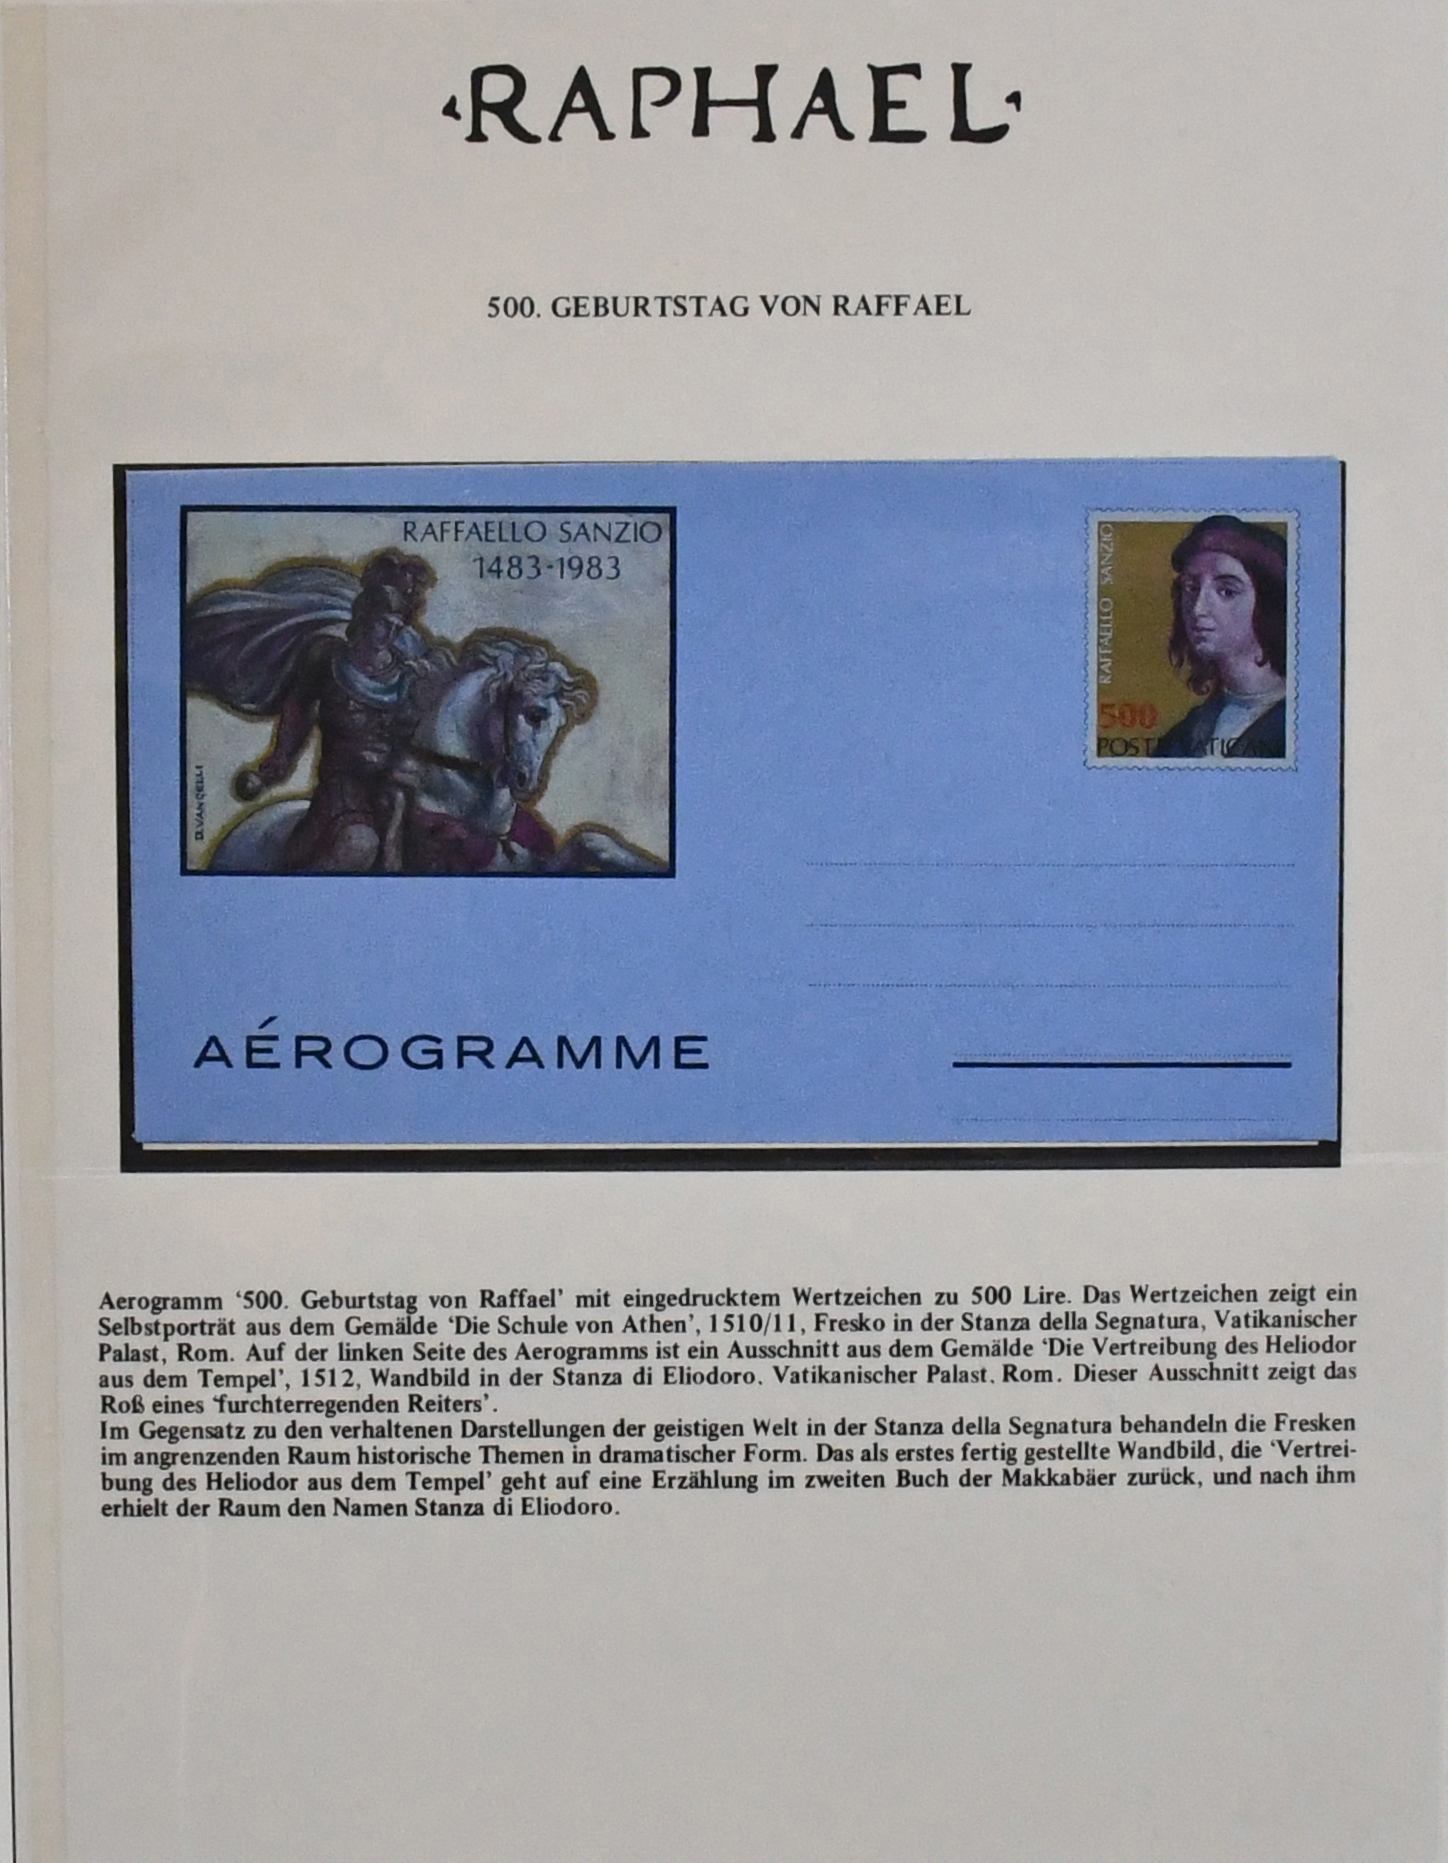 ·RAPHAEL·
500. GEBURTSTAG VON RAFFAEL
RAFFAELLO SANZIO
1483-1983
D. VANGELLI
RAFFAELLO SANZIO
500
POSTE VATICANE
AÉROGRAMME
Aerogramm ‘500. Geburtstag von Raffael’ mit eingedrucktem Wertzeichen zu 500 Lire. Das Wertzeichen zeigt ein
Selbstporträt aus dem Gemälde ‘Die Schule von Athen’, 1510/11, Fresko in der Stanza della Segnatura, Vatikanischer
Palast, Rom. Auf der linken Seite des Aerogramms ist ein Ausschnitt aus dem Gemälde ‘Die Vertreibung des Heliodor
aus dem Tempel’, 1512, Wandbild in der Stanza di Eliodoro. Vatikanischer Palast. Rom. Dieser Ausschnitt zeigt das
Roß eines ‘furchterregenden Reiters’.
Im Gegensatz zu den verhaltenen Darstellungen der geistigen Welt in der Stanza della Segnatura behandeln die Fresken
im angrenzenden Raum historische Themen in dramatischer Form. Das als erstes fertig gestellte Wandbild, die ‘Vertrei-
bung des Heliodor aus dem Tempel’ geht auf eine Erzählung im zweiten Buch der Makkabäer zurück, und nach ihm
erhielt der Raum den Namen Stanza di Eliodoro.